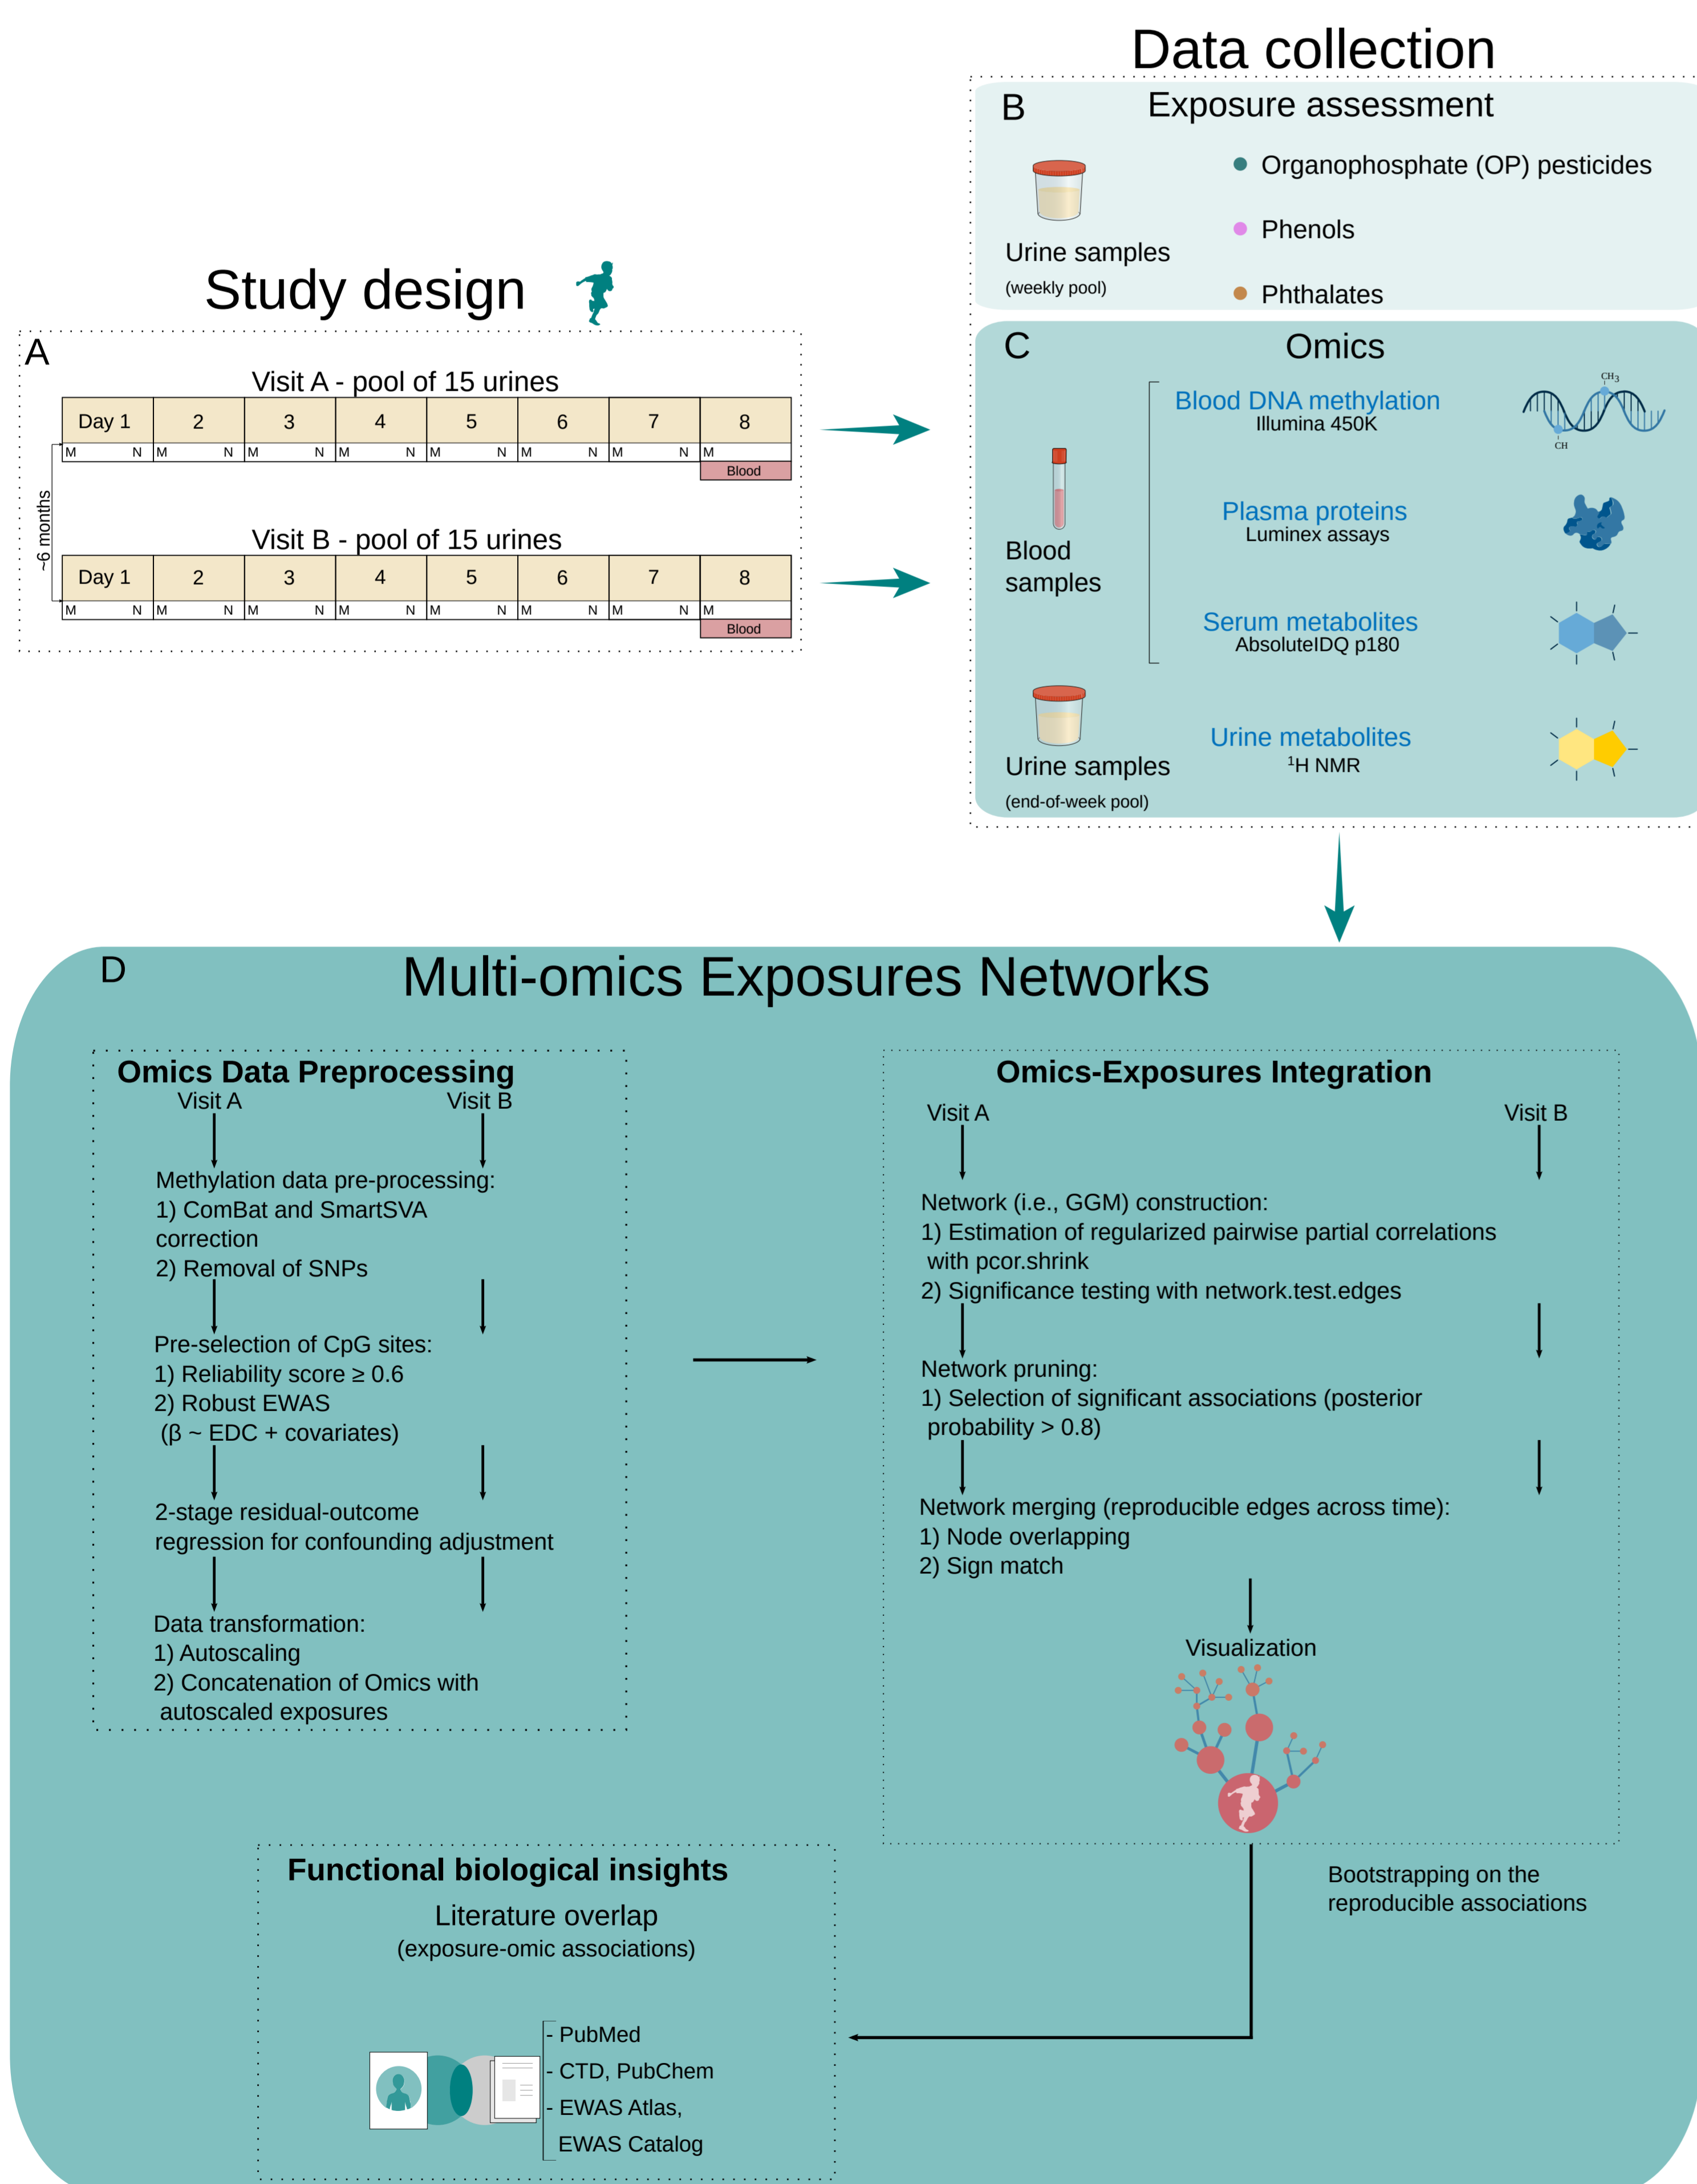 Study design
A
Visit A - pool of 15 urines
Day 1 2 3 4 5 6 7 8
M N M N M N M N M N M N M N M
Blood
~6 months
Visit B - pool of 15 urines
Day 1 2 3 4 5 6 7 8
M N M N M N M N M N M N M N M
Blood
Data collection
B Exposure assessment
Urine samples
(weekly pool)
Organophosphate (OP) pesticides
Phenols
Phthalates
C Omics
Blood
samples
Blood DNA methylation
Illumina 450K
CH3
CH
Plasma proteins
Luminex assays
Serum metabolites
AbsoluteIDQ p180
Urine samples
(end-of-week pool)
Urine metabolites
¹H NMR
D Multi-omics Exposures Networks
Omics Data Preprocessing
Visit A Visit B
Methylation data pre-processing:
1) ComBat and SmartSVA
correction
2) Removal of SNPs
Pre-selection of CpG sites:
1) Reliability score ≥ 0.6
2) Robust EWAS
(β ~ EDC + covariates)
2-stage residual-outcome
regression for confounding adjustment
Data transformation:
1) Autoscaling
2) Concatenation of Omics with
autoscaled exposures
Omics-Exposures Integration
Visit A Visit B
Network (i.e., GGM) construction:
1) Estimation of regularized pairwise partial correlations
with pcor.shrink
2) Significance testing with network.test.edges
Network pruning:
1) Selection of significant associations (posterior
probability > 0.8)
Network merging (reproducible edges across time):
1) Node overlapping
2) Sign match
Visualization
Bootstrapping on the
reproducible associations
Functional biological insights
Literature overlap
(exposure-omic associations)
- PubMed
- CTD, PubChem
- EWAS Atlas,
EWAS Catalog